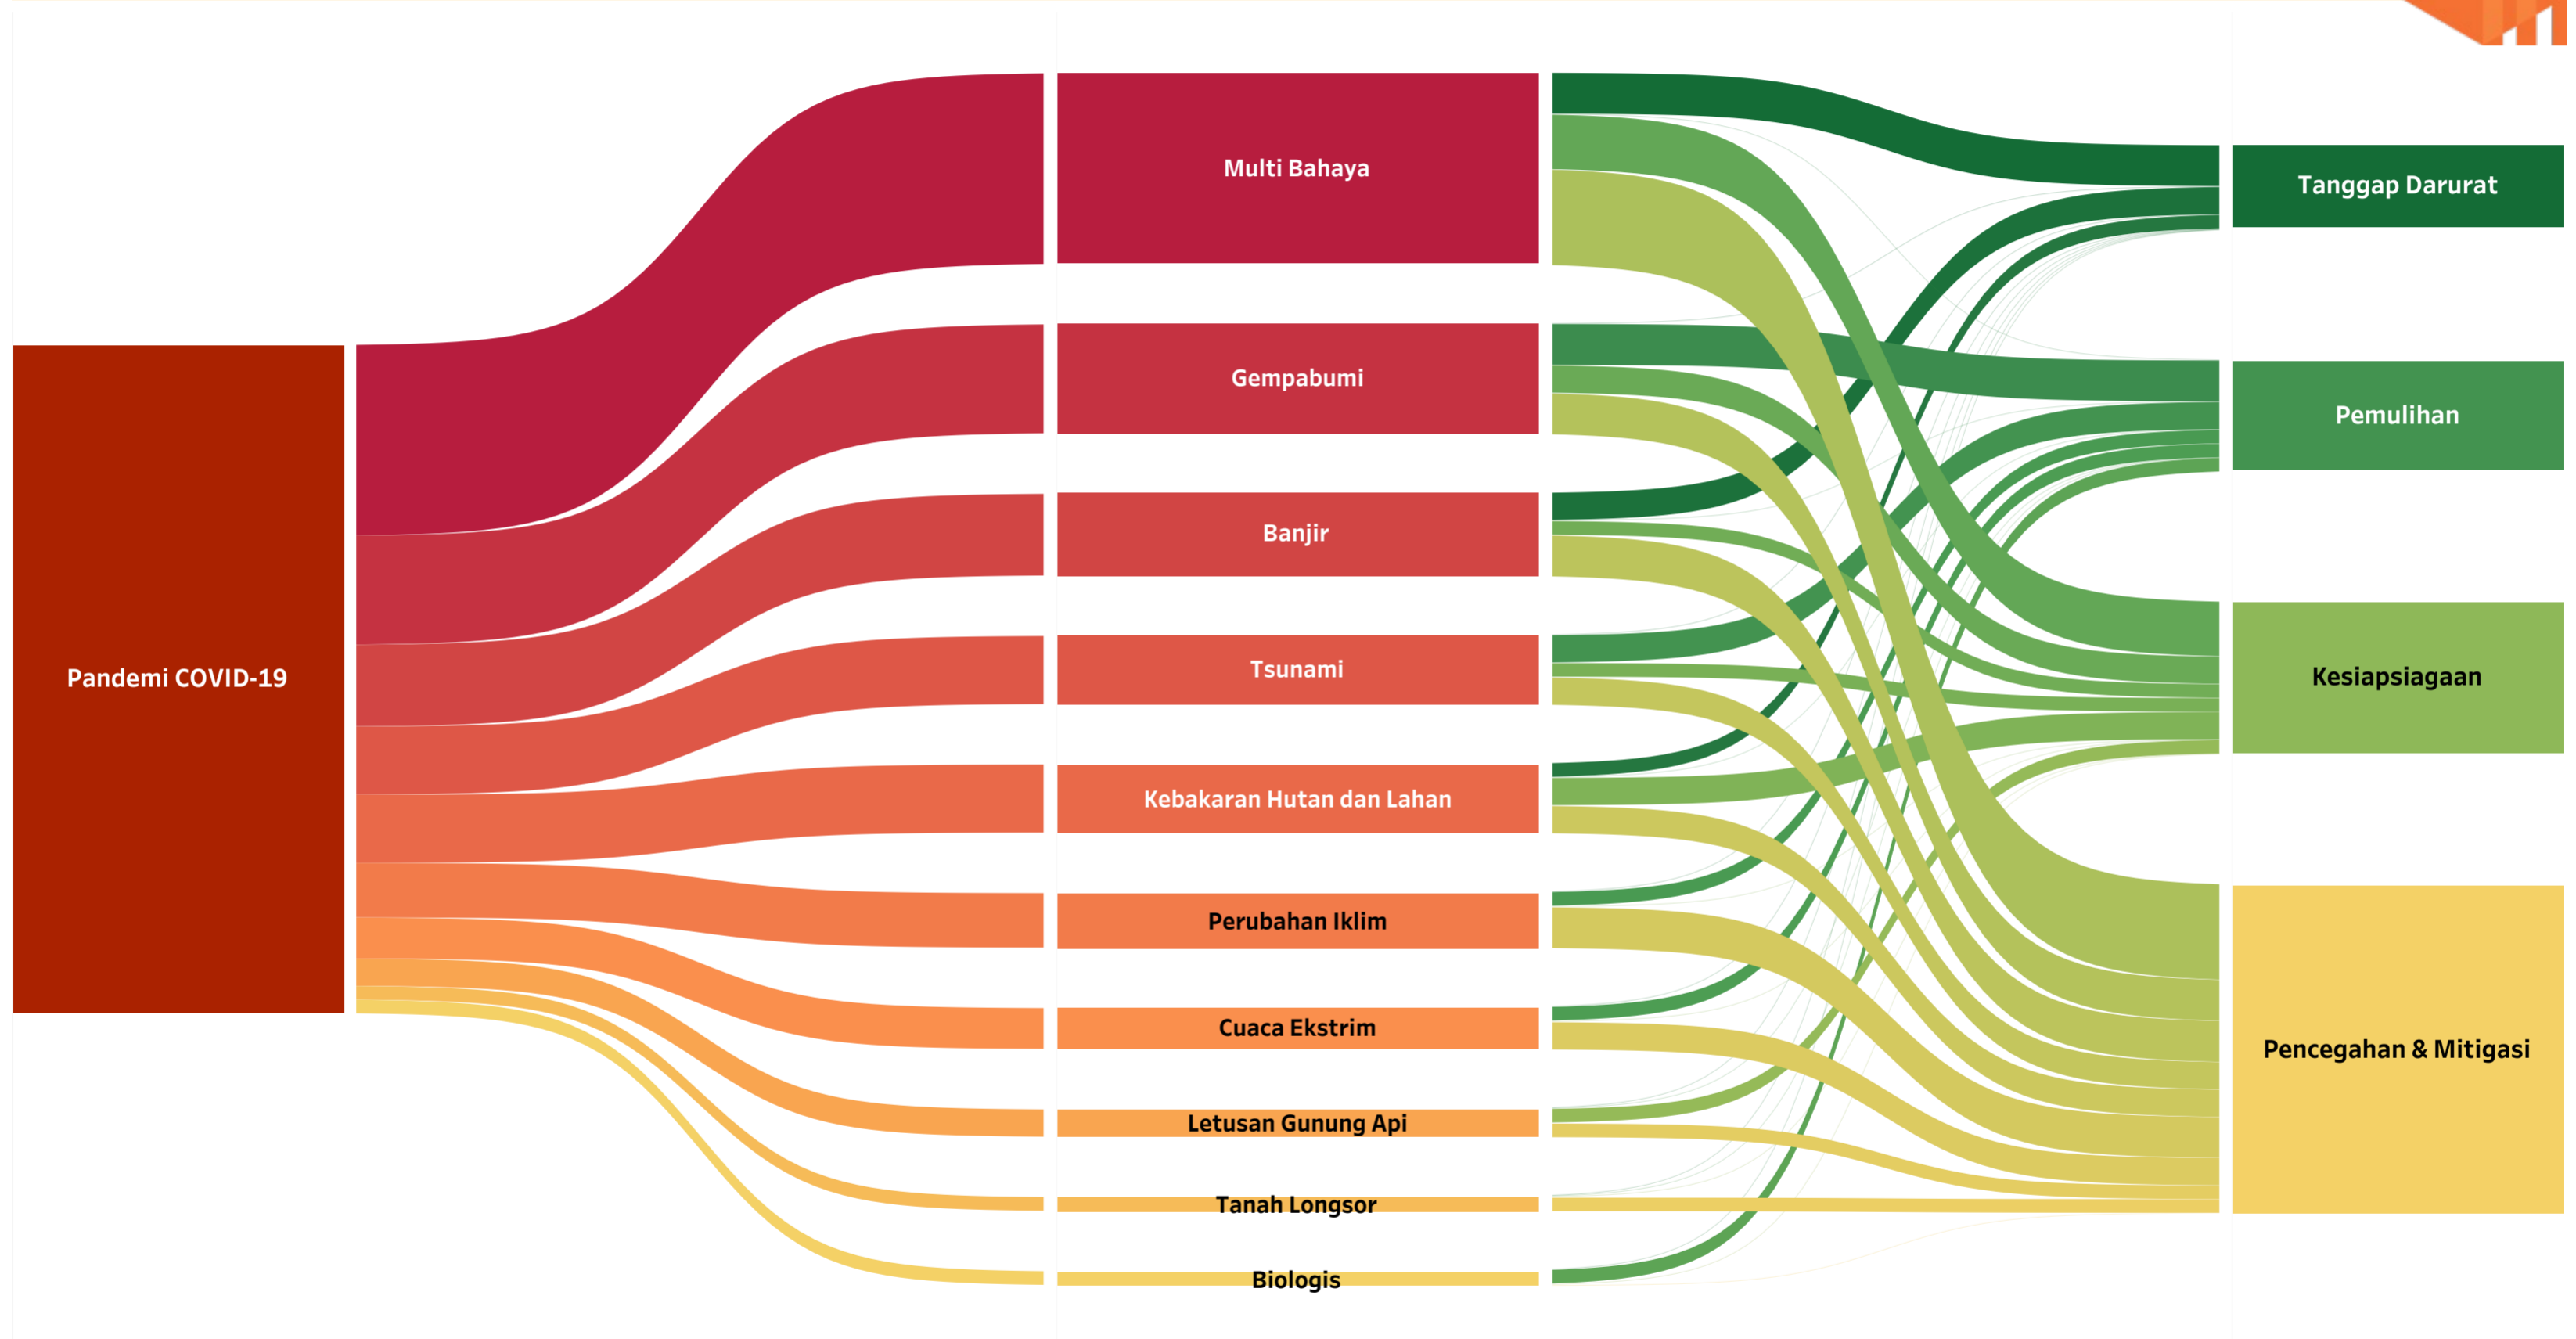 Pandemi COVID-19
Multi Bahaya
Gempabumi
Banjir
Tsunami
Kebakaran Hutan dan Lahan
Perubahan Iklim
Cuaca Ekstrim
Letusan Gunung Api
Tanah Longsor
Biologis
Tanggap Darurat
Pemulihan
Kesiapsiagaan
Pencegahan & Mitigasi